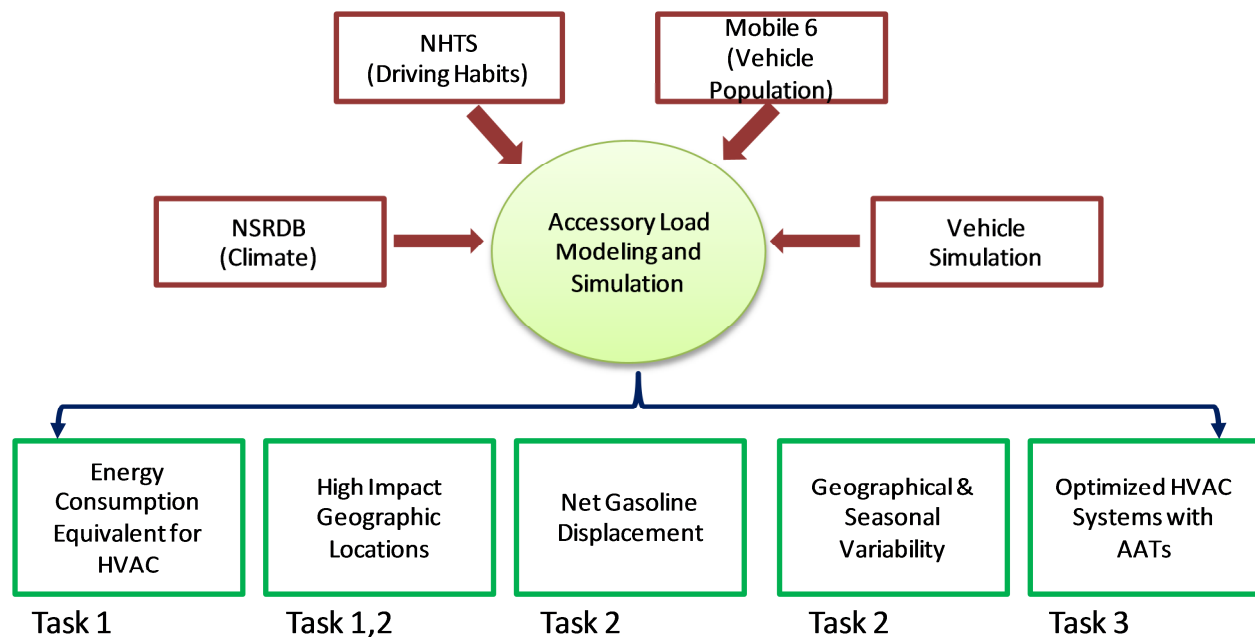 NHTS
(Driving Habits)
Mobile 6
(Vehicle
Population)
NSRDB
(Climate)
Accessory Load
Modeling and
Simulation
Vehicle
Simulation
Energy
Consumption
Equivalent for
HVAC
High Impact
Geographic
Locations
Net Gasoline
Displacement
Geographical &
Seasonal
Variability
Optimized HVAC
Systems with
AATs
Task 1
Task 1,2
Task 2
Task 2
Task 3